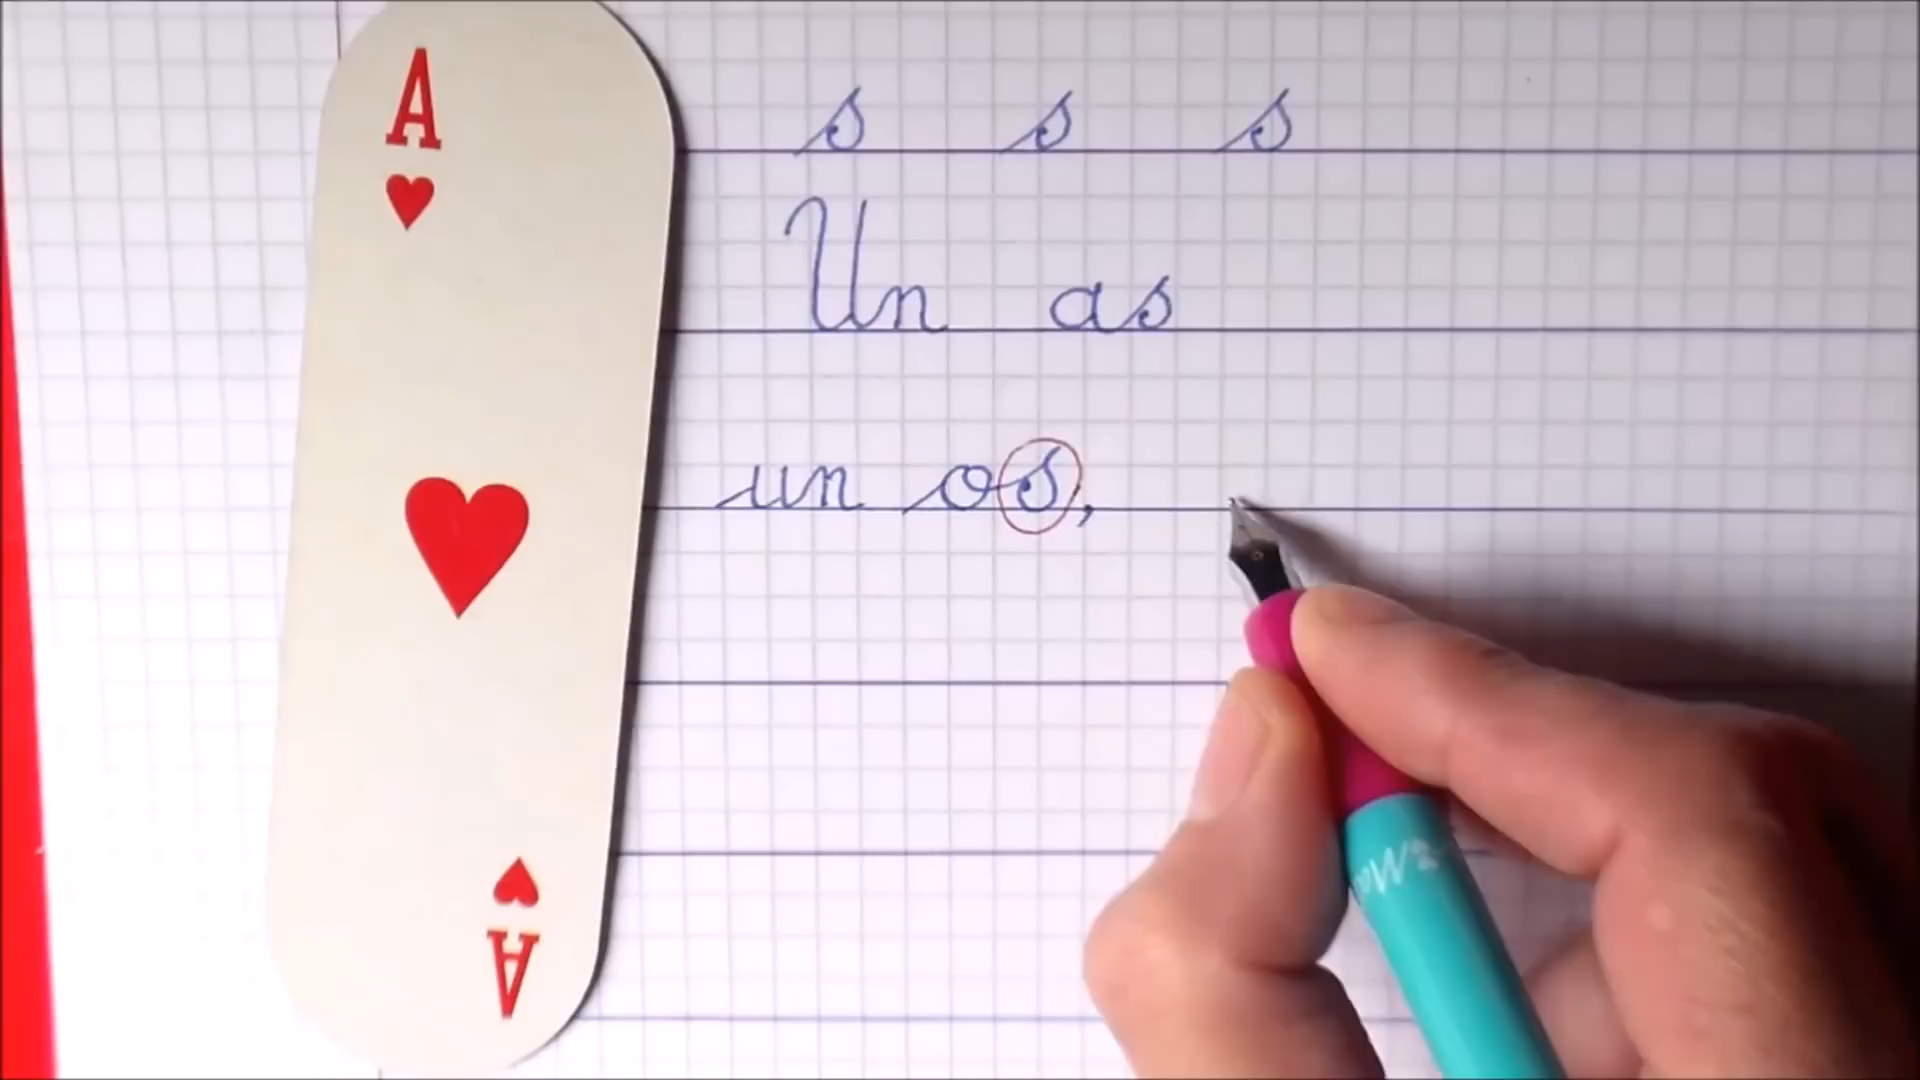 A
s s s
Un as
un os,
A